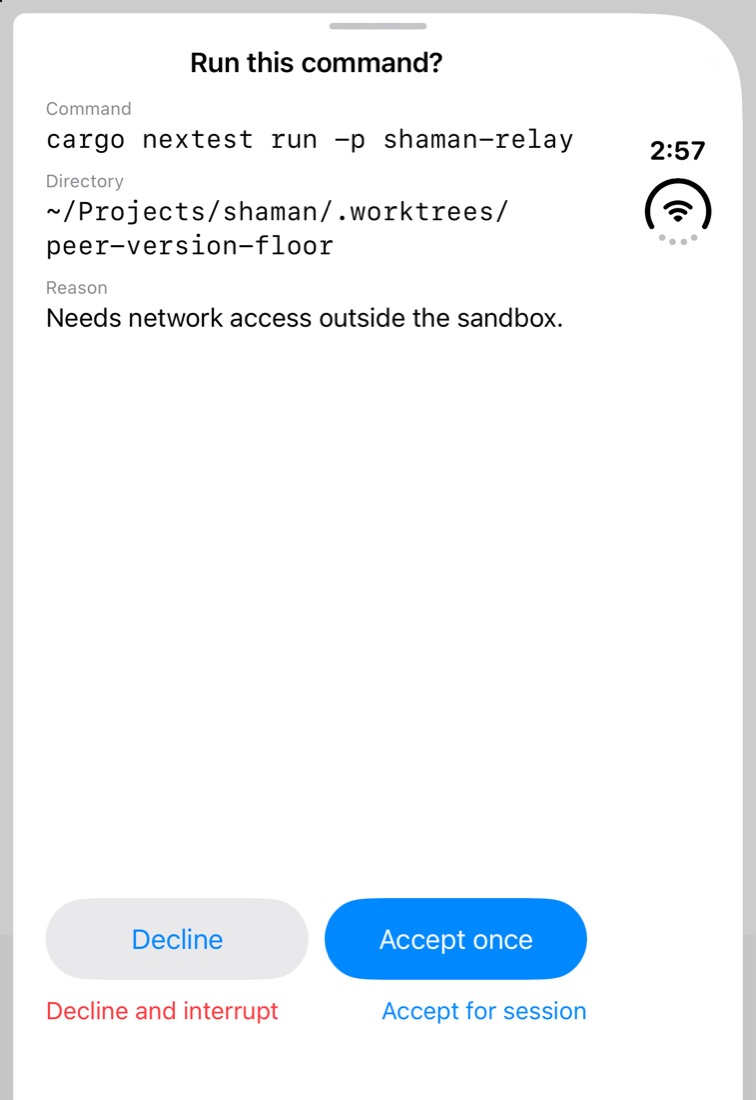 Run this command?
Command
cargo nextest run -p shaman-relay
2:57
Directory
~/Projects/shaman/.worktrees/
peer-version-floor
Reason
Needs network access outside the sandbox.
Decline
Accept once
Decline and interrupt
Accept for session